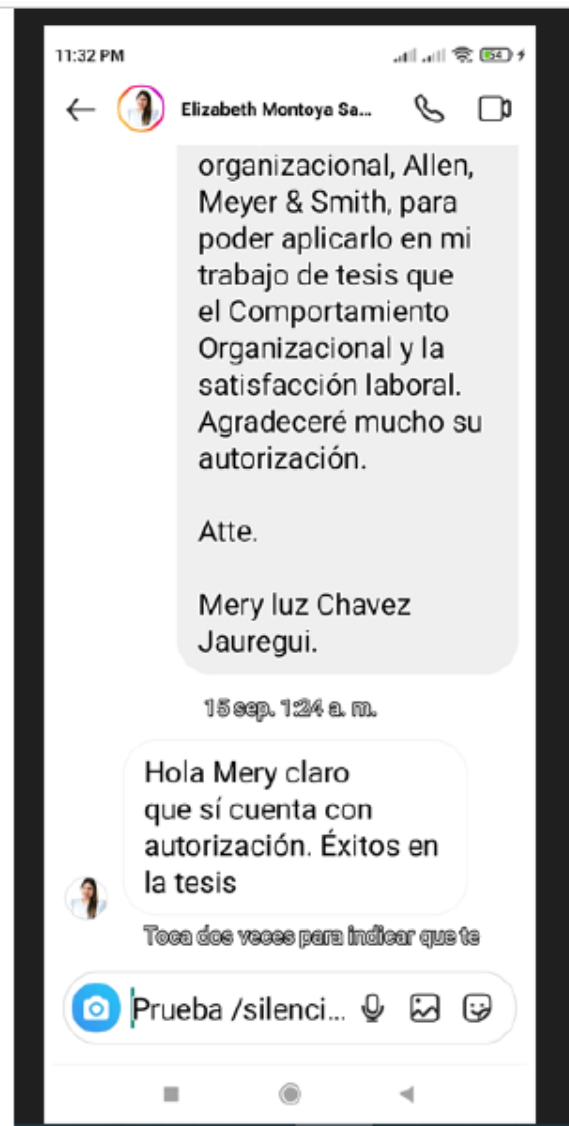 11:32 PM
54
Elizabeth Montoya Sa...
organizacional, Allen,
Meyer & Smith, para
poder aplicarlo en mi
trabajo de tesis que
el Comportamiento
Organizacional y la
satisfacción laboral.
Agradeceré mucho su
autorización.
Atte.
Mery luz Chavez
Jauregui.
15 sep. 1:24 a. m.
Hola Mery claro
que sí cuenta con
autorización. Éxitos en
la tesis
Toca dos veces para indicar que te
Prueba /silenci...